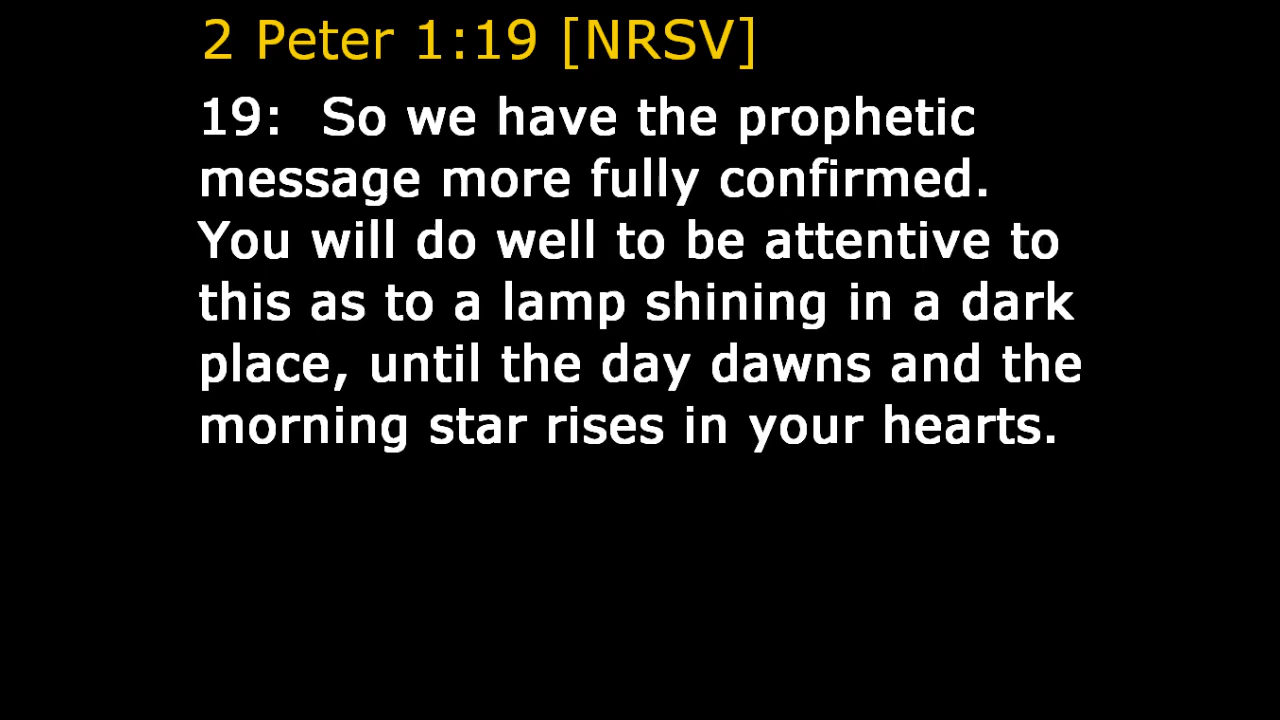 2 Peter 1:19 [NRSV]
19:  So we have the prophetic
message more fully confirmed.
You will do well to be attentive to
this as to a lamp shining in a dark
place, until the day dawns and the
morning star rises in your hearts.